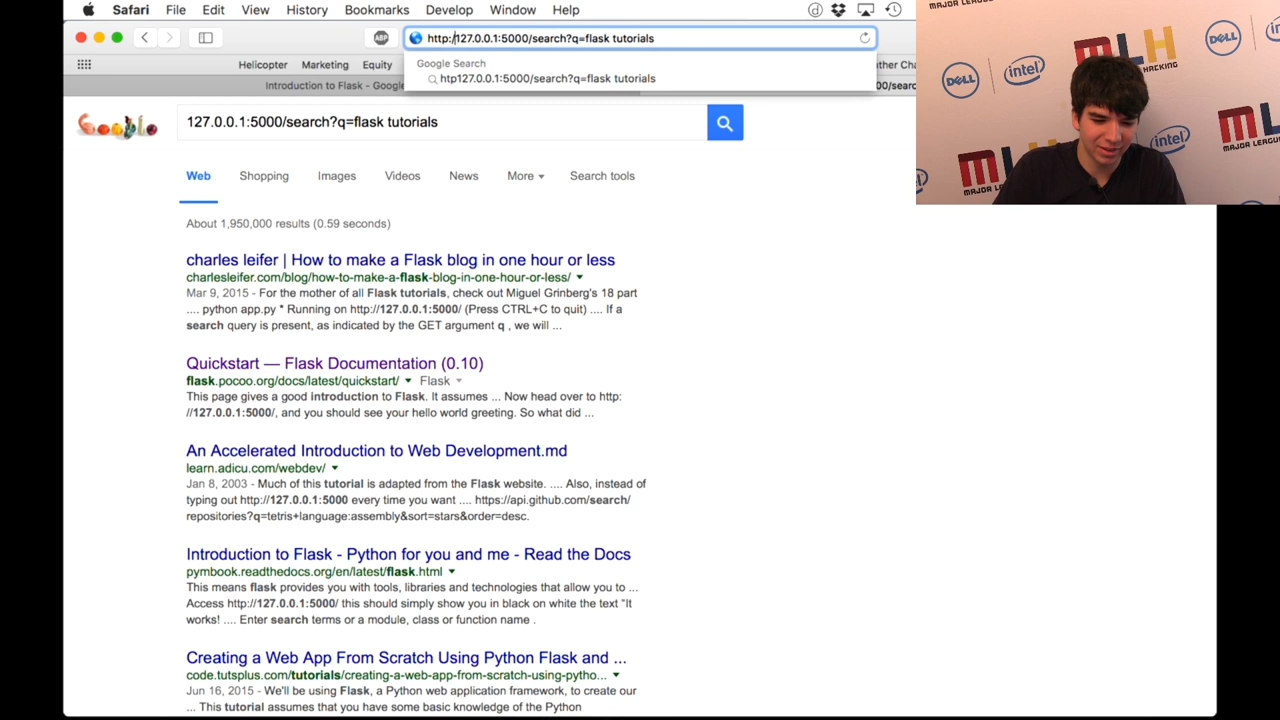 Safari File Edit View History Bookmarks Develop Window Help
ABP http:/127.0.0.1:5000/search?q=flask tutorials
Google Search
htp127.0.0.1:5000/search?q=flask tutorials
Helicopter Marketing Equity
Introduction to Flask - Google
00/sear
127.0.0.1:5000/search?q=flask tutorials
Web Shopping Images Videos News More Search tools
About 1,950,000 results (0.59 seconds)
charles leifer | How to make a Flask blog in one hour or less
charlesleifer.com/blog/how-to-make-a-flask-blog-in-one-hour-or-less/
Mar 9, 2015 - For the mother of all Flask tutorials, check out Miguel Grinberg's 18 part
.... python app.py * Running on http://127.0.0.1:5000/ (Press CTRL+C to quit) .... If a
search query is present, as indicated by the GET argument q , we will ...
Quickstart — Flask Documentation (0.10)
flask.pocoo.org/docs/latest/quickstart/ Flask
This page gives a good introduction to Flask. It assumes ... Now head over to http:
//127.0.0.1:5000/, and you should see your hello world greeting. So what did ...
An Accelerated Introduction to Web Development.md
learn.adicu.com/webdev/
Jan 8, 2003 - Much of this tutorial is adapted from the Flask website. .... Also, instead of
typing out http://127.0.0.1:5000 every time you want .... https://api.github.com/search/
repositories?q=tetris+language:assembly&sort=stars&order=desc.
Introduction to Flask - Python for you and me - Read the Docs
pymbook.readthedocs.org/en/latest/flask.html
This means flask provides you with tools, libraries and technologies that allow you to ...
Access http://127.0.0.1:5000/ this should simply show you in black on white the text "It
works! .... Enter search terms or a module, class or function name .
Creating a Web App From Scratch Using Python Flask and ...
code.tutsplus.com/tutorials/creating-a-web-app-from-scratch-using-pytho...
Jun 16, 2015 - We'll be using Flask, a Python web application framework, to create our
... This tutorial assumes that you have some basic knowledge of the Python
MAJOR LEAGUE
DELL
intel
MLH
HACKING
DELL
intel